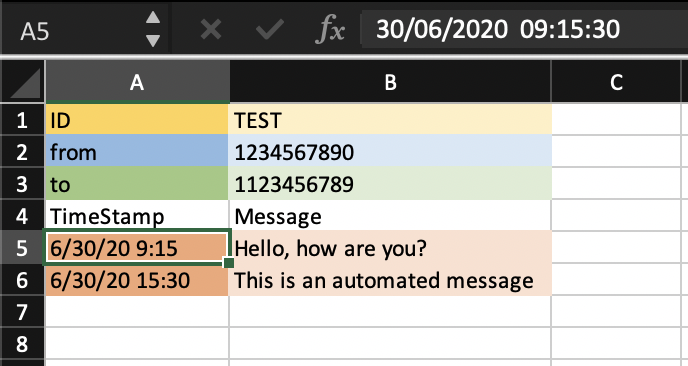 A5 fx 30/06/2020 09:15:30
A B C
1 ID TEST
2 from 1234567890
3 to 1123456789
4 TimeStamp Message
5 6/30/20 9:15 Hello, how are you?
6 6/30/20 15:30 This is an automated message
7
8